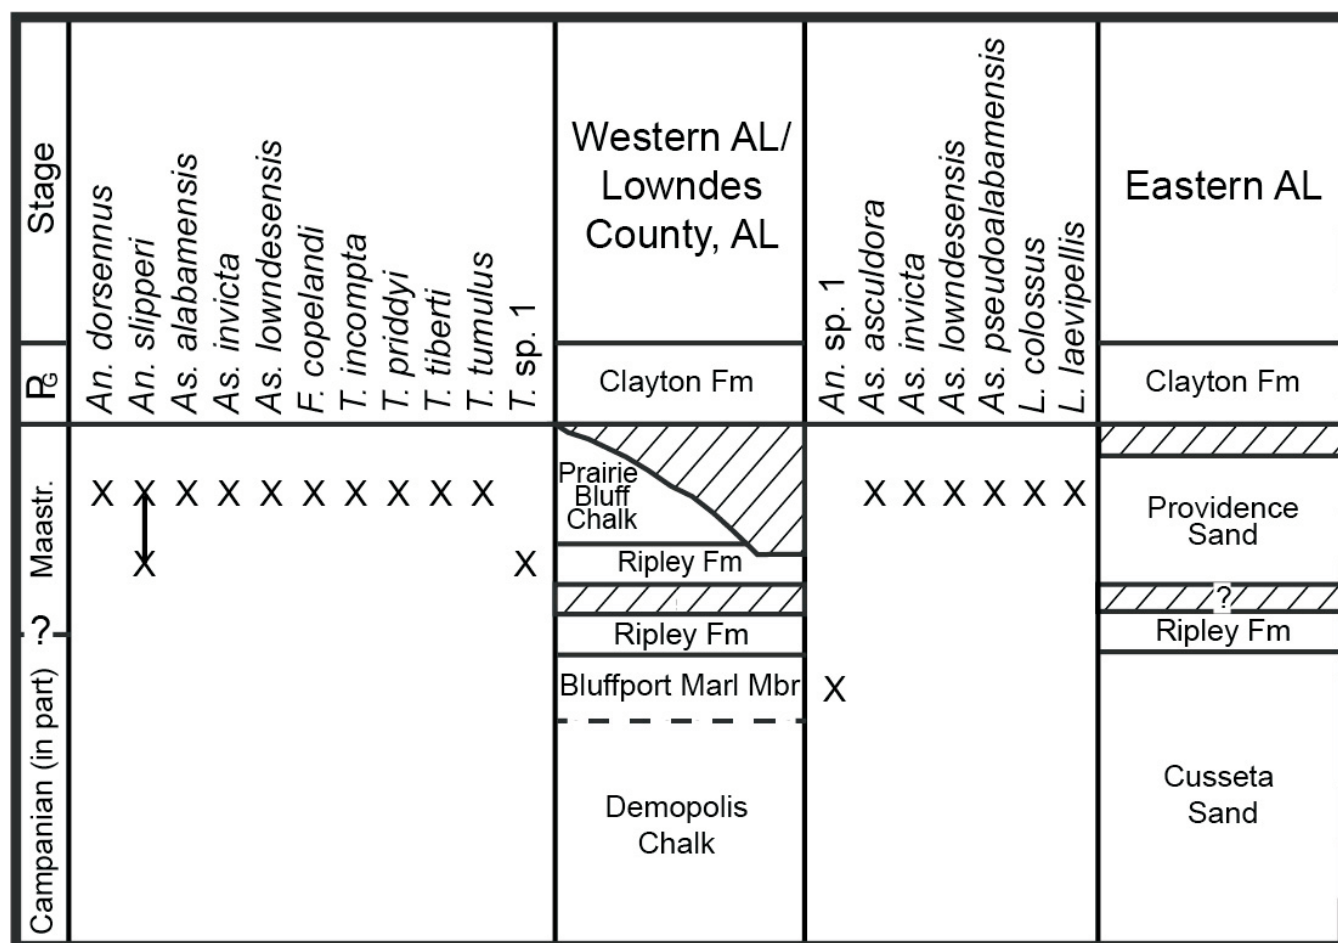 Stage
An. dorsennus
An. slipperi
As. alabamensis
As. invicta
As. lowndesensis
F. copelandi
T. incompta
T. priddyi
T. tiberti
T. tumulus
T. sp. 1
Western AL/
Lowndes
County, AL
An. sp. 1
As. asculdora
As. invicta
As. lowndesensis
As. pseudoalabamensis
L. colossus
L. laevipellis
Eastern AL
PG
Clayton Fm
Clayton Fm
Maastr.
X X X X X X X X X X
X X
Prairie
Bluff
Chalk
Ripley Fm
X X X X X X
Providence
Sand
?
?
Ripley Fm
Ripley Fm
Campanian (in part)
Bluffport Marl Mbr
X
Demopolis
Chalk
Cusseta
Sand